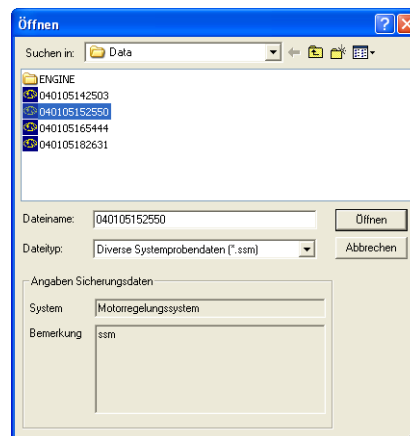 Öffnen
Suchen in: Data
ENGINE
040105142503
040105152550
040105165444
040105182631
Dateiname: 040105152550 Öffnen
Dateityp: Diverse Systemprobendaten (*.ssm) Abbrechen
Angaben Sicherungsdaten
System Motorregelungssystem
Bemerkung ssm